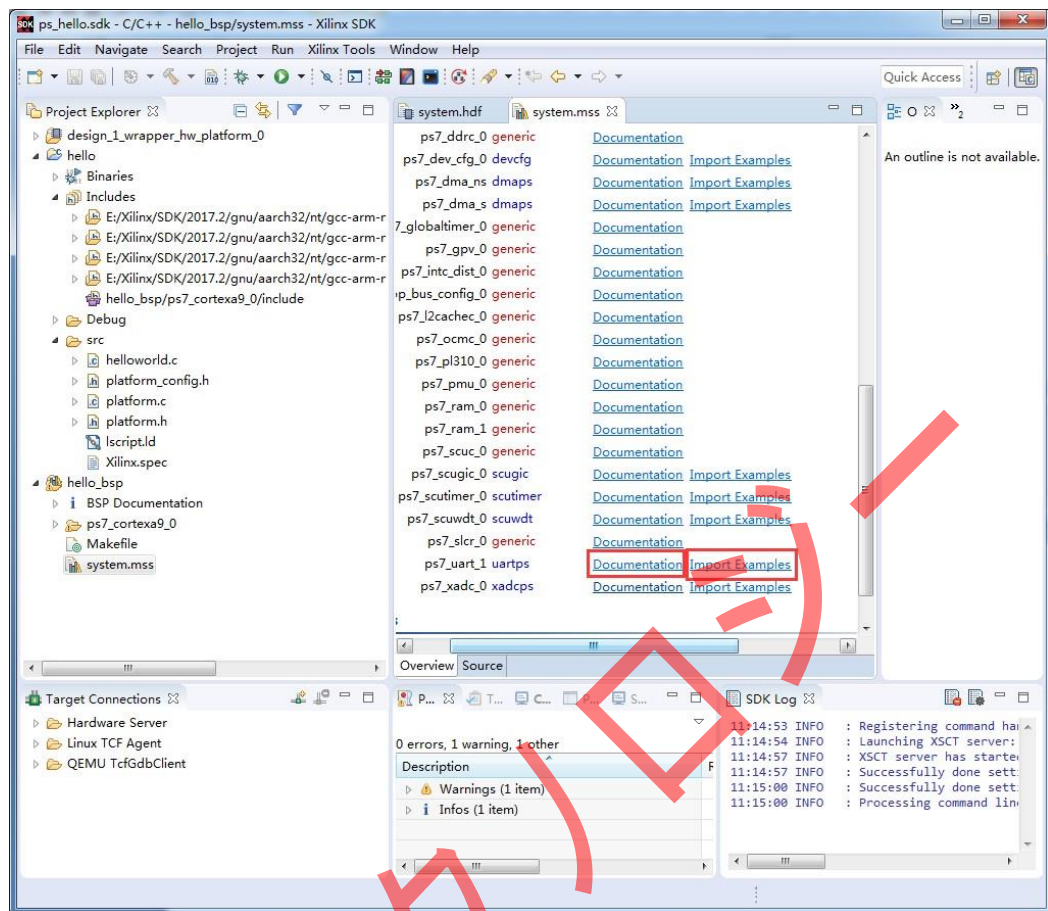 ps_hello.sdk - C/C++ - hello_bsp/system.mss - Xilinx SDK
File Edit Navigate Search Project Run Xilinx Tools Window Help
Quick Access
Project Explorer
design_1_wrapper_hw_platform_0
hello
Binaries
Includes
E:/Xilinx/SDK/2017.2/gnu/aarch32/nt/gcc-arm-r
E:/Xilinx/SDK/2017.2/gnu/aarch32/nt/gcc-arm-r
E:/Xilinx/SDK/2017.2/gnu/aarch32/nt/gcc-arm-r
E:/Xilinx/SDK/2017.2/gnu/aarch32/nt/gcc-arm-r
hello_bsp/ps7_cortexa9_0/include
Debug
src
helloworld.c
platform_config.h
platform.c
platform.h
lscript.ld
Xilinx.spec
hello_bsp
BSP Documentation
ps7_cortexa9_0
Makefile
system.mss
system.hdf system.mss
ps7_ddrc_0 generic Documentation
ps7_dev_cfg_0 devcfg Documentation Import Examples
ps7_dma_ns dmaps Documentation Import Examples
ps7_dma_s dmaps Documentation Import Examples
7_globaltimer_0 generic Documentation
ps7_gpv_0 generic Documentation
ps7_intc_dist_0 generic Documentation
op_bus_config_0 generic Documentation
ps7_l2cachec_0 generic Documentation
ps7_ocmc_0 generic Documentation
ps7_pl310_0 generic Documentation
ps7_pmu_0 generic Documentation
ps7_ram_0 generic Documentation
ps7_ram_1 generic Documentation
ps7_scuc_0 generic Documentation
ps7_scugic_0 scugic Documentation Import Examples
ps7_scutimer_0 scutimer Documentation Import Examples
ps7_scuwdt_0 scuwdt Documentation Import Examples
ps7_slcr_0 generic Documentation
ps7_uart_1 uartps Documentation Import Examples
ps7_xadc_0 xadcps Documentation Import Examples
Overview Source
O 2
An outline is not available.
Target Connections
Hardware Server
Linux TCF Agent
QEMU TcfGdbClient
P... T... C... P... S...
0 errors, 1 warning, 1 other
Description
Warnings (1 item)
Infos (1 item)
SDK Log
11:14:53 INFO : Registering command han
11:14:54 INFO : Launching XSCT server:
11:14:57 INFO : XSCT server has starte
11:14:57 INFO : Successfully done sett
11:15:00 INFO : Successfully done sett
11:15:00 INFO : Processing command lin